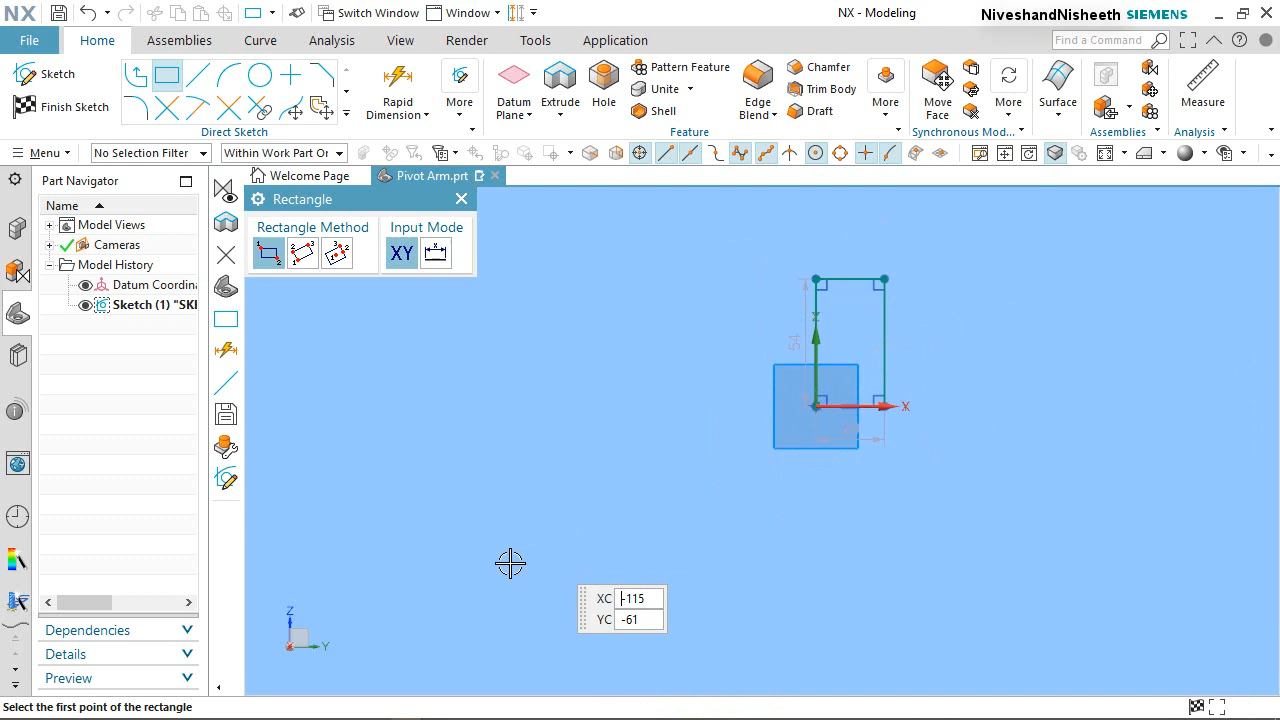 NX
Switch Window
Window
NX - Modeling
NiveshandNisheeth SIEMENS
File
Home
Assemblies
Curve
Analysis
View
Render
Tools
Application
Find a Command
Sketch
Finish Sketch
Direct Sketch
Rapid
Dimension
More
Datum
Plane
Extrude
Hole
Pattern Feature
Unite
Shell
Edge
Blend
Chamfer
Trim Body
Draft
More
Feature
Move
Face
More
Synchronous Mod...
Surface
Assemblies
Measure
Analysis
Menu
No Selection Filter
Within Work Part Or
Part Navigator
Name
Model Views
Cameras
Model History
Datum Coordina
Sketch (1) "SKI
Dependencies
Details
Preview
Welcome Page
Pivot Arm.prt
Rectangle
Rectangle Method
Input Mode
XY
54
Z
X
XC -115
YC -61
Z
X
Y
Select the first point of the rectangle